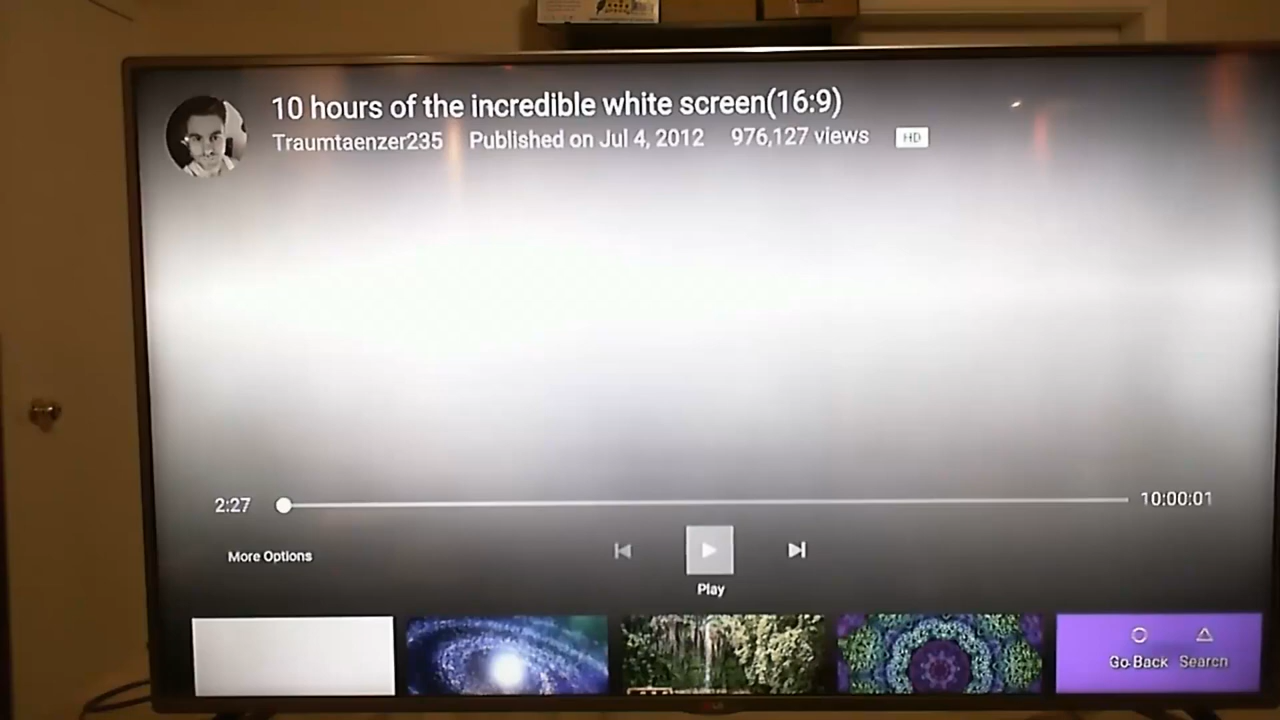 10 hours of the incredible white screen(16:9)
Traumtaenzer235 Published on Jul 4, 2012 976,127 views HD
2:27 10:00:01
More Options
Play
Go Back Search
LG